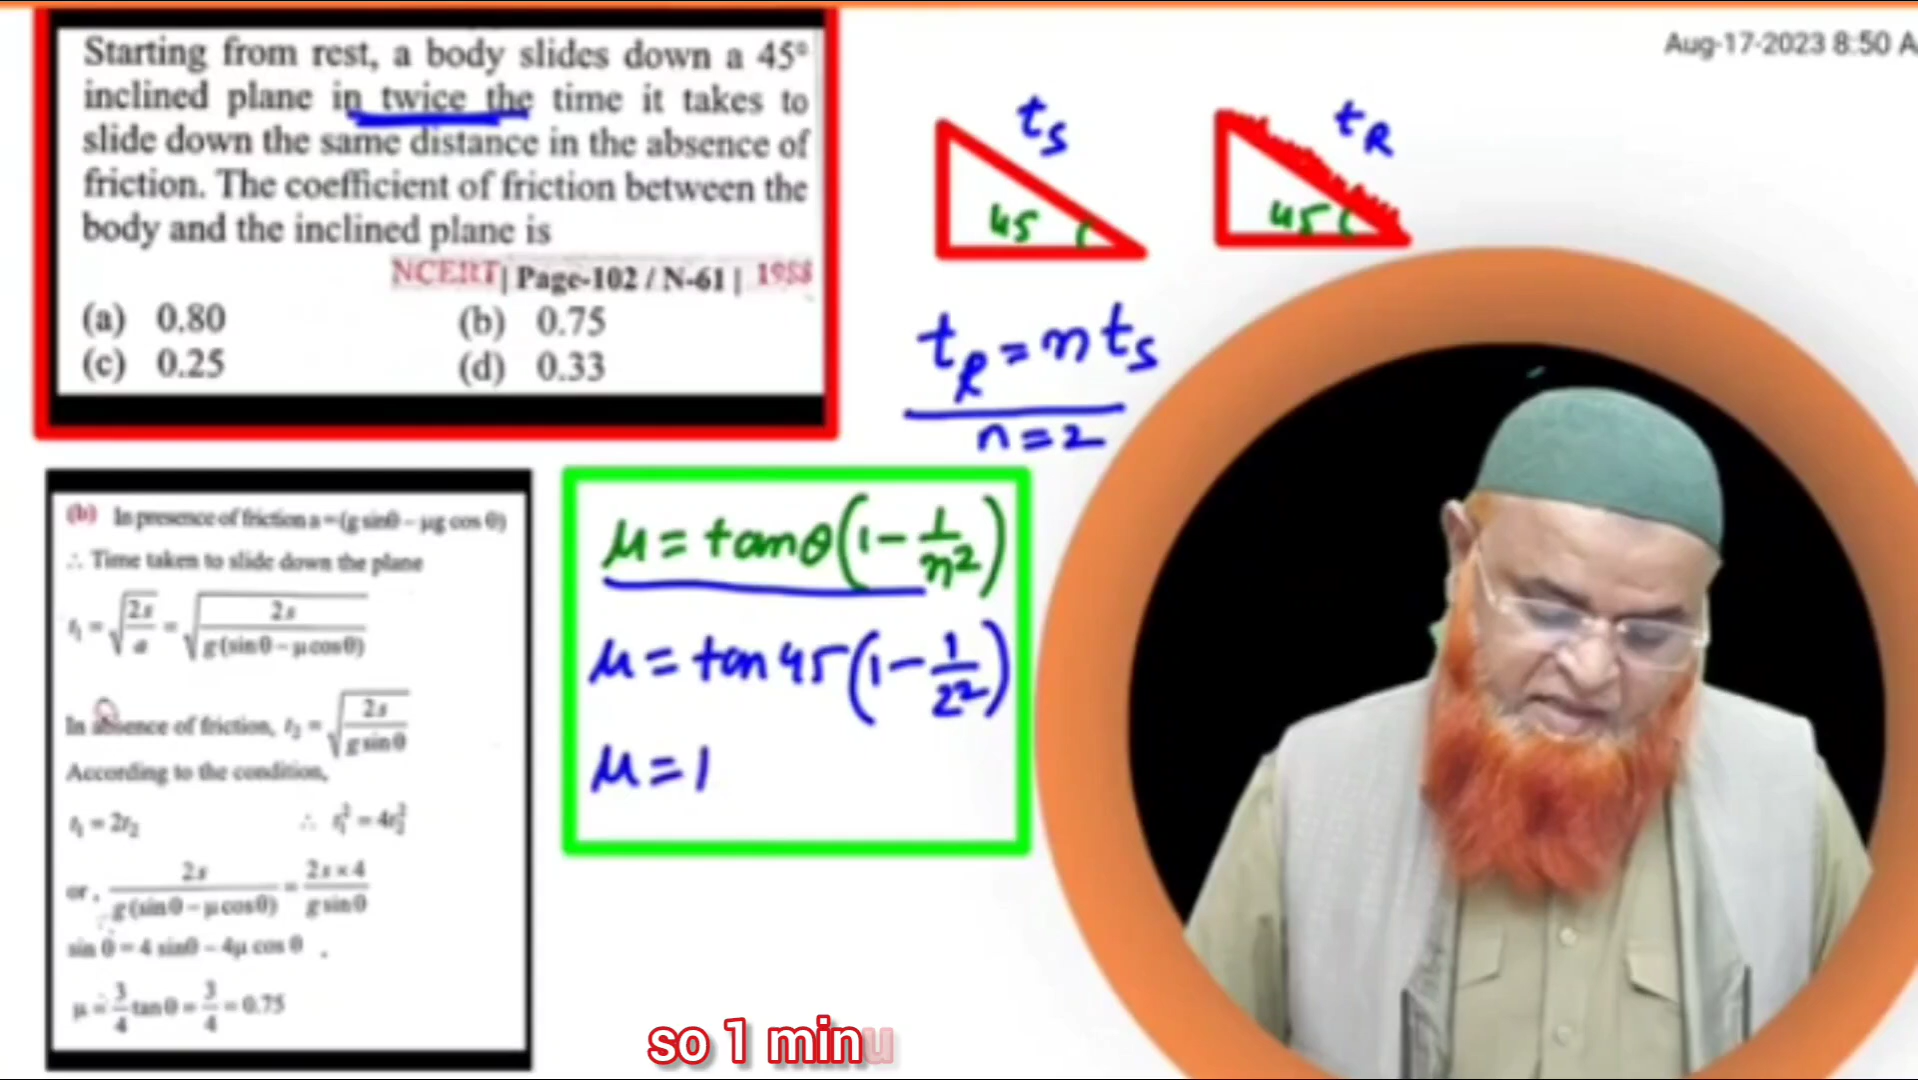 Aug-17-2023 8:50 A
Starting from rest, a body slides down a 45°
inclined plane in twice the time it takes to
slide down the same distance in the absence of
friction. The coefficient of friction between the
body and the inclined plane is
NCERT | Page-102 / N-61 | 1988
(a) 0.80 (b) 0.75
(c) 0.25 (d) 0.33
tS
45
tR
45
tR = n tS
n = 2
(b) In presence of friction a = (g sinθ – μg cos θ)
∴ Time taken to slide down the plane
t₁ = √(2s/a) = √(2s/g(sinθ – μcosθ))
In absence of friction, t₂ = √(2s/g sinθ)
According to the condition,
t₁ = 2t₂ ∴ t₁² = 4t₂²
or, 2s/g(sinθ – μcosθ) = 2s×4/g sinθ
sin θ = 4 sinθ – 4μ cos θ
μ = 3/4 tanθ = 3/4 = 0.75
μ = tanθ(1 - 1/n²)
μ = tan45(1 - 1/2²)
μ = 1
so 1 minu